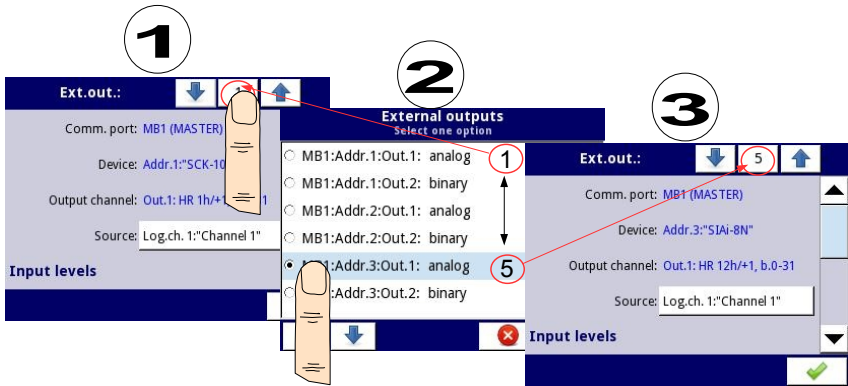 1
2
3
Ext.out.:
Comm. port: MB1 (MASTER)
Device: Addr.1:"SCK-10
Output channel: Out.1: HR 1h/+1
Source: Log.ch. 1:"Channel 1"
Input levels
External outputs
Select one option
MB1:Addr.1:Out.1: analog
1
MB1:Addr.1:Out.2: binary
MB1:Addr.2:Out.1: analog
MB1:Addr.2:Out.2: binary
:Addr.3:Out.1: analog
5
:Addr.3:Out.2: binary
Ext.out.:
5
Comm. port: MB1 (MASTER)
Device: Addr.3:"SIAi-8N"
Output channel: Out.1: HR 12h/+1, b.0-31
Source: Log.ch. 1:"Channel 1"
Input levels